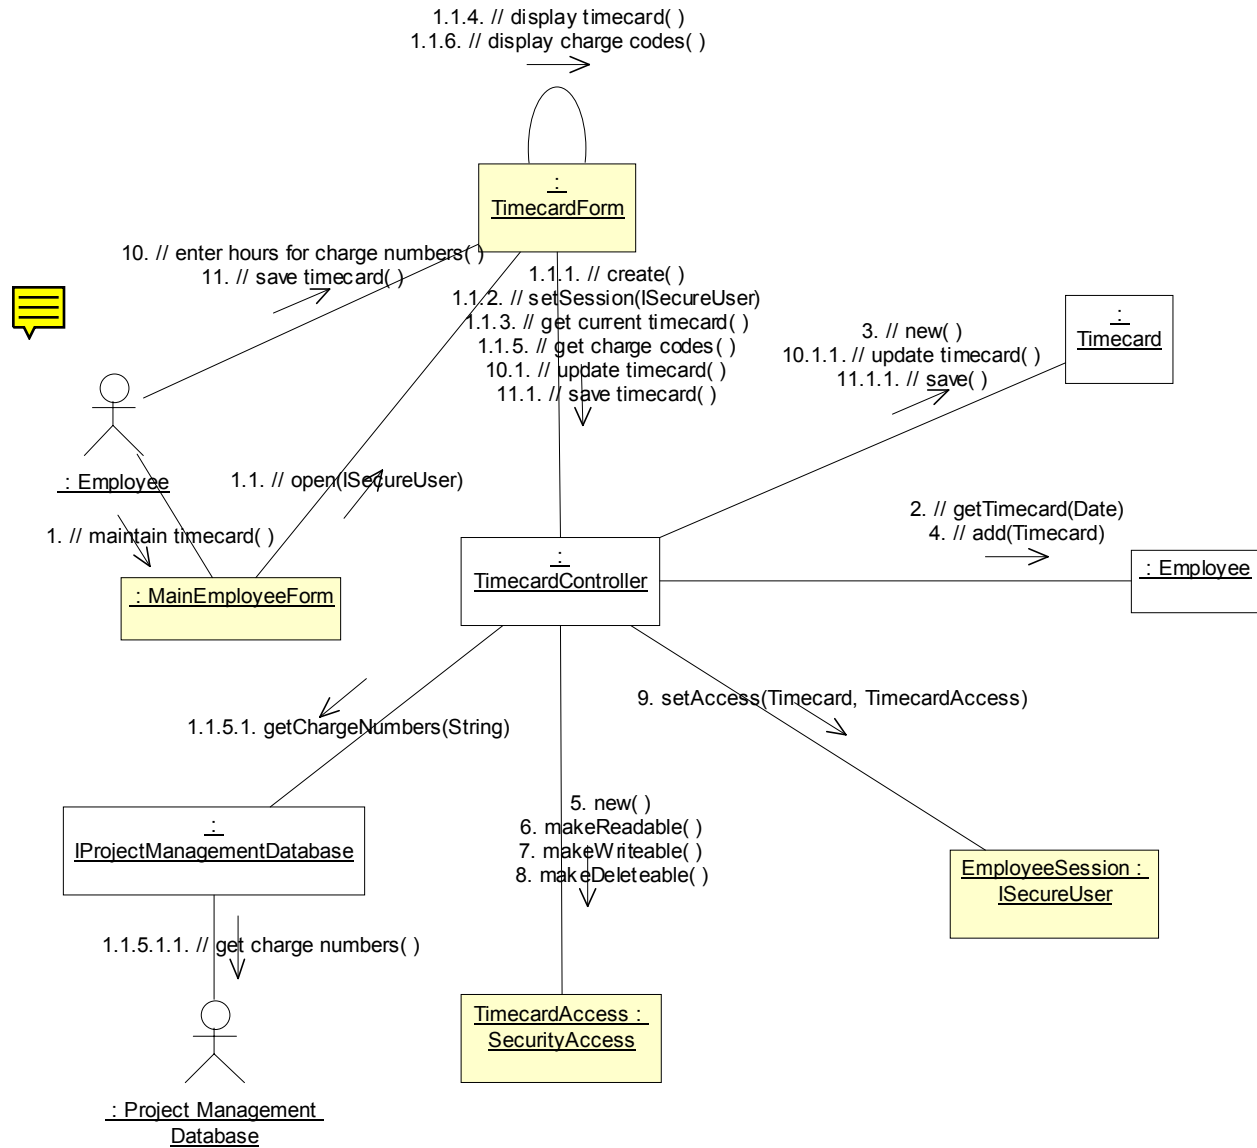 1.1.4. // display timecard( )
1.1.6. // display charge codes( )
:
TimecardForm
10. // enter hours for charge numbers( )
11. // save timecard( )
1.1.1. // create( )
1.1.2. // setSession(ISecureUser)
1.1.3. // get current timecard( )
1.1.5. // get charge codes( )
10.1. // update timecard( )
11.1. // save timecard( )
3. // new( )
10.1.1. // update timecard( )
11.1.1. // save( )
:
Timecard
: Employee
1.1. // open(ISecureUser)
1. // maintain timecard( )
: MainEmployeeForm
:
TimecardController
2. // getTimecard(Date)
4. // add(Timecard)
: Employee
9. setAccess(Timecard, TimecardAccess)
1.1.5.1. getChargeNumbers(String)
:
IProjectManagementDatabase
5. new( )
6. makeReadable( )
7. makeWriteable( )
8. makeDeleteable( )
EmployeeSession :
ISecureUser
1.1.5.1.1. // get charge numbers( )
TimecardAccess :
SecurityAccess
: Project Management
Database